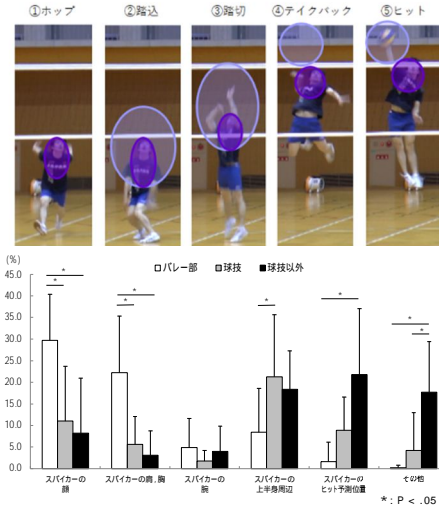 ①ホップ ②踏込 ③踏切 ④テイクバック ⑤ヒット
(%)
45.0
40.0
35.0
30.0
25.0
20.0
15.0
10.0
5.0
0.0
□バレー部 ■球技 ■球技以外
* * * * * * * *
スパイカーの
顔
スパイカーの肩、胸
スパイカーの
腕
スパイカーの
上半身周辺
スパイカーの
ヒット予測位置
その他
*:P < .05